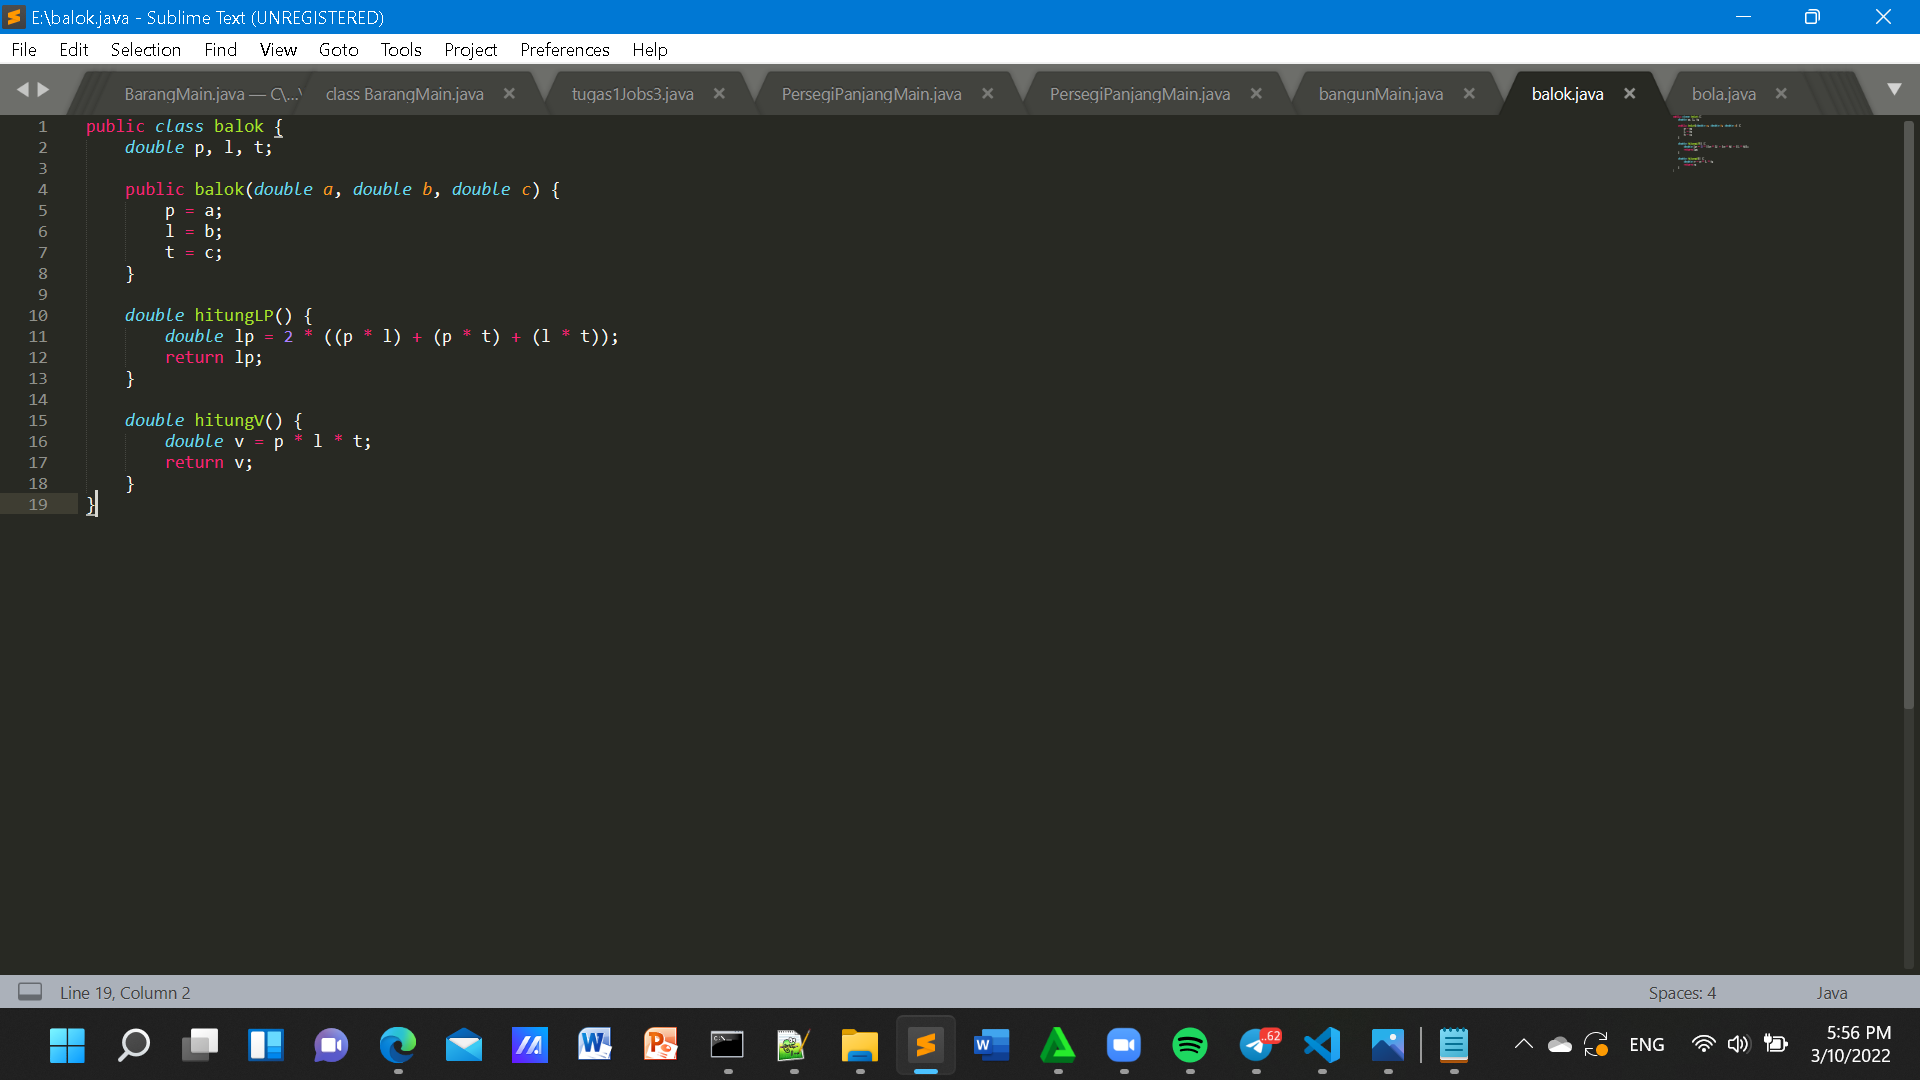 E:\balok.java - Sublime Text (UNREGISTERED)
File Edit Selection Find View Goto Tools Project Preferences Help
BarangMain.java — C\...\ class BarangMain.java tugas1Jobs3.java PersegiPanjangMain.java PersegiPanjangMain.java bangunMain.java balok.java bola.java
1 public class balok {
2     double p, l, t;
3
4     public balok(double a, double b, double c) {
5         p = a;
6         l = b;
7         t = c;
8     }
9
10     double hitungLP() {
11         double lp = 2 * ((p * l) + (p * t) + (l * t));
12         return lp;
13     }
14
15     double hitungV() {
16         double v = p * l * t;
17         return v;
18     }
19 }
Line 19, Column 2 Spaces: 4 Java
..62
ENG
5:56 PM
3/10/2022